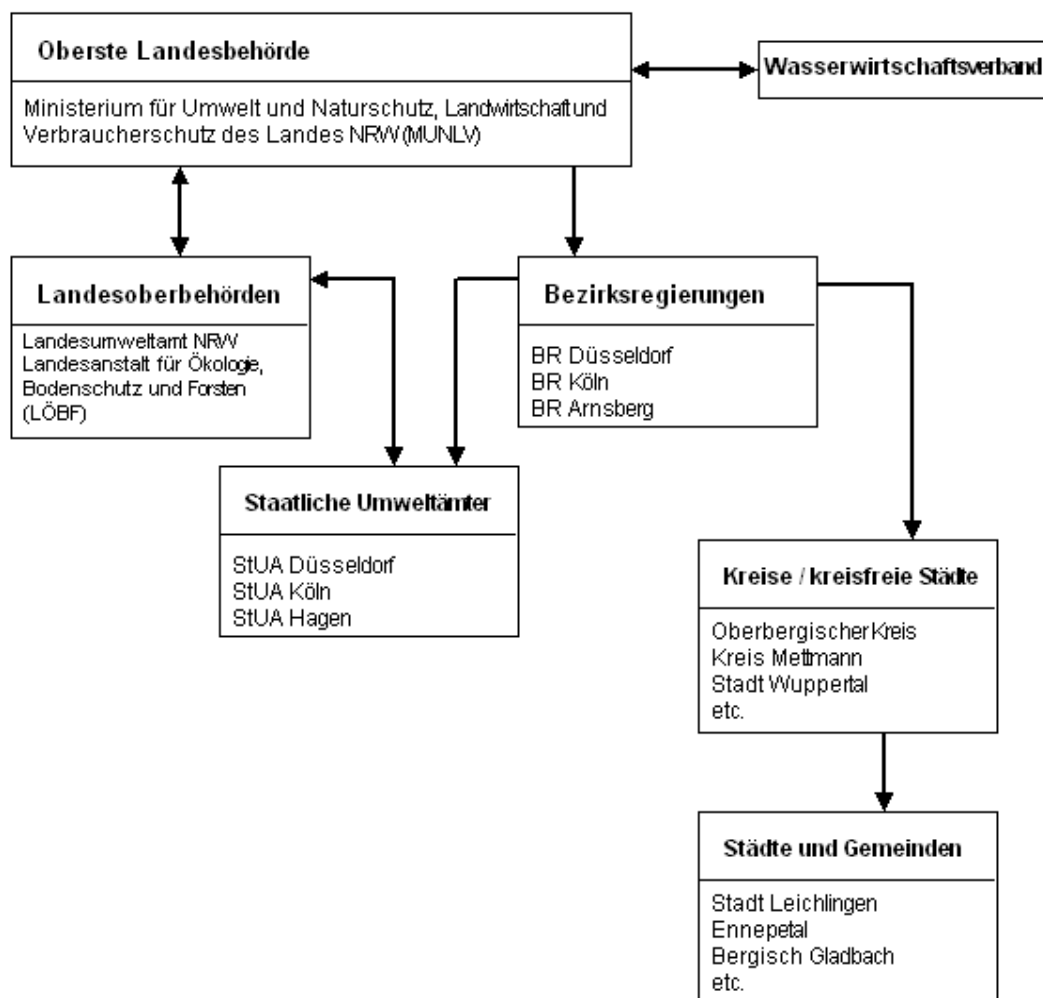 Oberste Landesbehörde
Ministerium für Umwelt und Naturschutz, Landwirtschaft und
Verbraucherschutz des Landes NRW (MUNLV)
Wasserwirtschaftsverband
Landesoberbehörden
Landesumweltamt NRW
Landesanstalt für Ökologie,
Bodenschutz und Forsten
(LÖBF)
Bezirksregierungen
BR Düsseldorf
BR Köln
BR Arnsberg
Staatliche Umweltämter
StUA Düsseldorf
StUA Köln
StUA Hagen
Kreise / kreisfreie Städte
Oberbergischer Kreis
Kreis Mettmann
Stadt Wuppertal
etc.
Städte und Gemeinden
Stadt Leichlingen
Ennepetal
Bergisch Gladbach
etc.